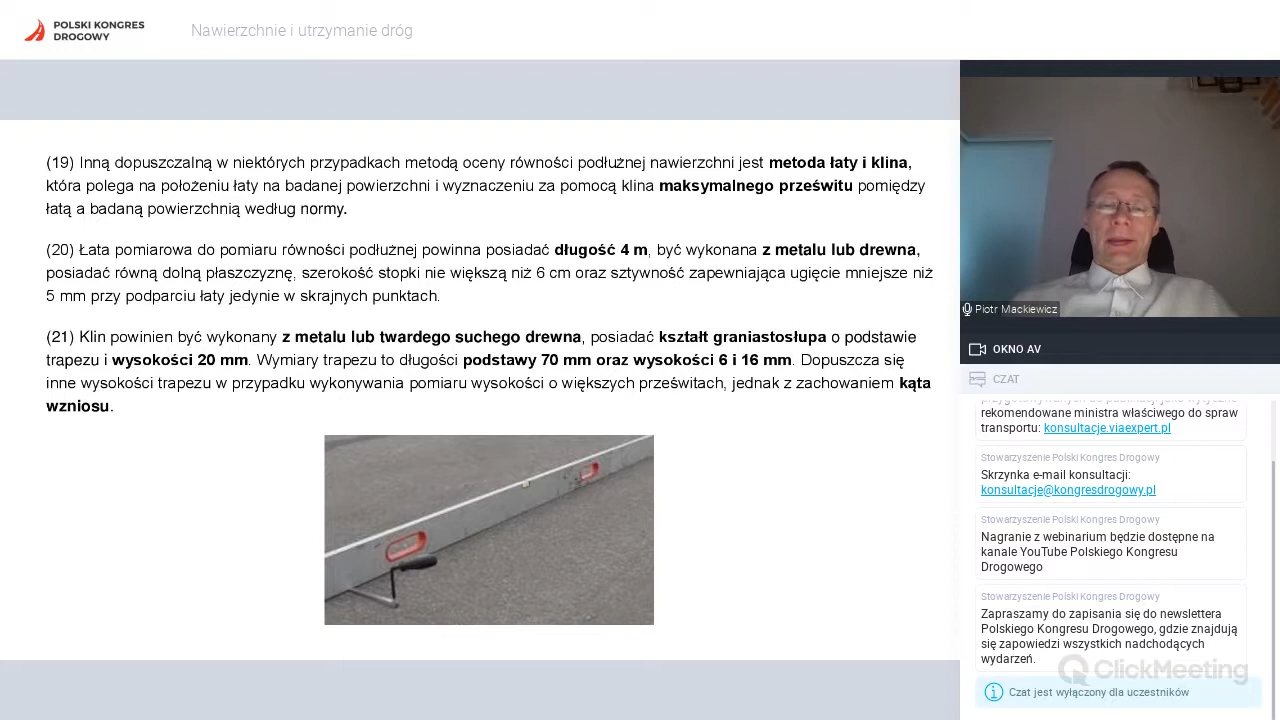 POLSKI KONGRES
DROGOWY
Nawierzchnie i utrzymanie dróg
(19) Inną dopuszczalną w niektórych przypadkach metodą oceny równości podłużnej nawierzchni jest metoda łaty i klina,
która polega na położeniu łaty na badanej powierzchni i wyznaczeniu za pomocą klina maksymalnego prześwitu pomiędzy
łatą a badaną powierzchnią według normy.
(20) Łata pomiarowa do pomiaru równości podłużnej powinna posiadać długość 4 m, być wykonana z metalu lub drewna,
posiadać równą dolną płaszczyznę, szerokość stopki nie większą niż 6 cm oraz sztywność zapewniająca ugięcie mniejsze niż
5 mm przy podparciu łaty jedynie w skrajnych punktach.
(21) Klin powinien być wykonany z metalu lub twardego suchego drewna, posiadać kształt graniastosłupa o podstawie
trapezu i wysokości 20 mm. Wymiary trapezu to długości podstawy 70 mm oraz wysokości 6 i 16 mm. Dopuszcza się
inne wysokości trapezu w przypadku wykonywania pomiaru wysokości o większych prześwitach, jednak z zachowaniem kąta
wzniosu.
Piotr Mackiewicz
OKNO AV
CZAT
rekomendowane ministra właściwego do spraw
transportu: konsultacje.viaexpert.pl
Stowarzyszenie Polski Kongres Drogowy
Skrzynka e-mail konsultacji:
konsultacje@kongresdrogowy.pl
Stowarzyszenie Polski Kongres Drogowy
Nagranie z webinarium będzie dostępne na
kanale YouTube Polskiego Kongresu
Drogowego
Stowarzyszenie Polski Kongres Drogowy
Zapraszamy do zapisania się do newslettera
Polskiego Kongresu Drogowego, gdzie znajdują
się zapowiedzi wszystkich nadchodzących
wydarzeń.
ClickMeeting
Czat jest wyłączony dla uczestników